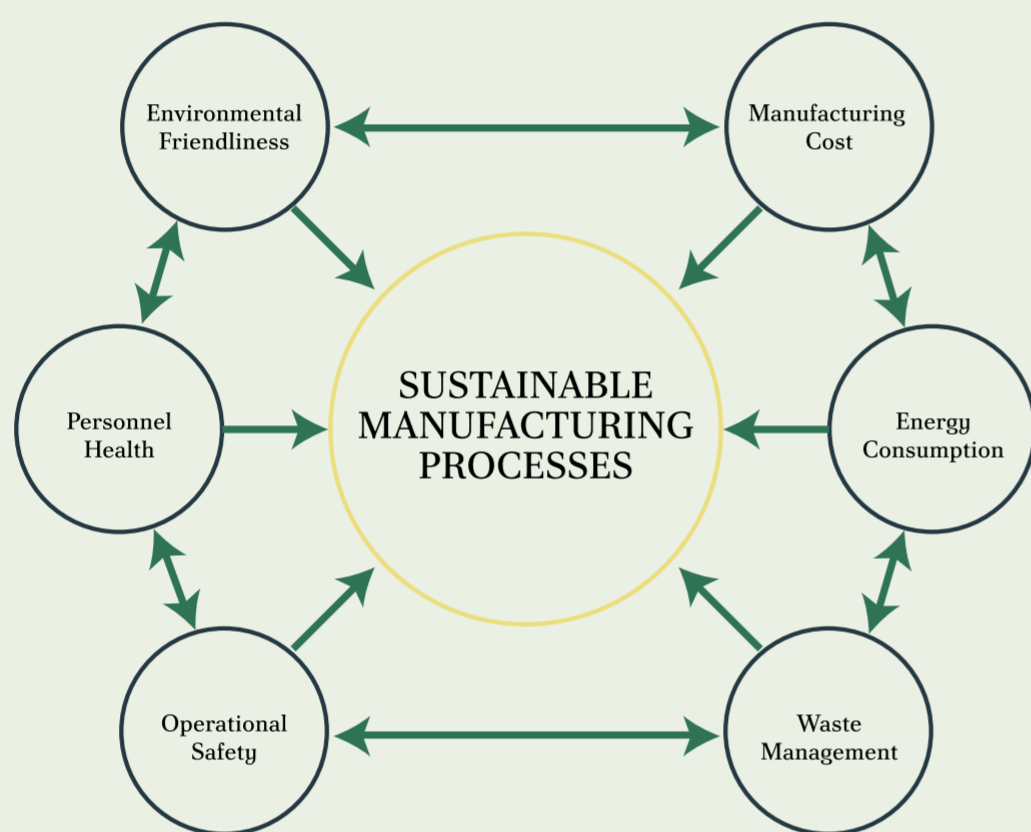 Environmental
Friendliness
Manufacturing
Cost
SUSTAINABLE
MANUFACTURING
PROCESSES
Personnel
Health
Energy
Consumption
Operational
Safety
Waste
Management